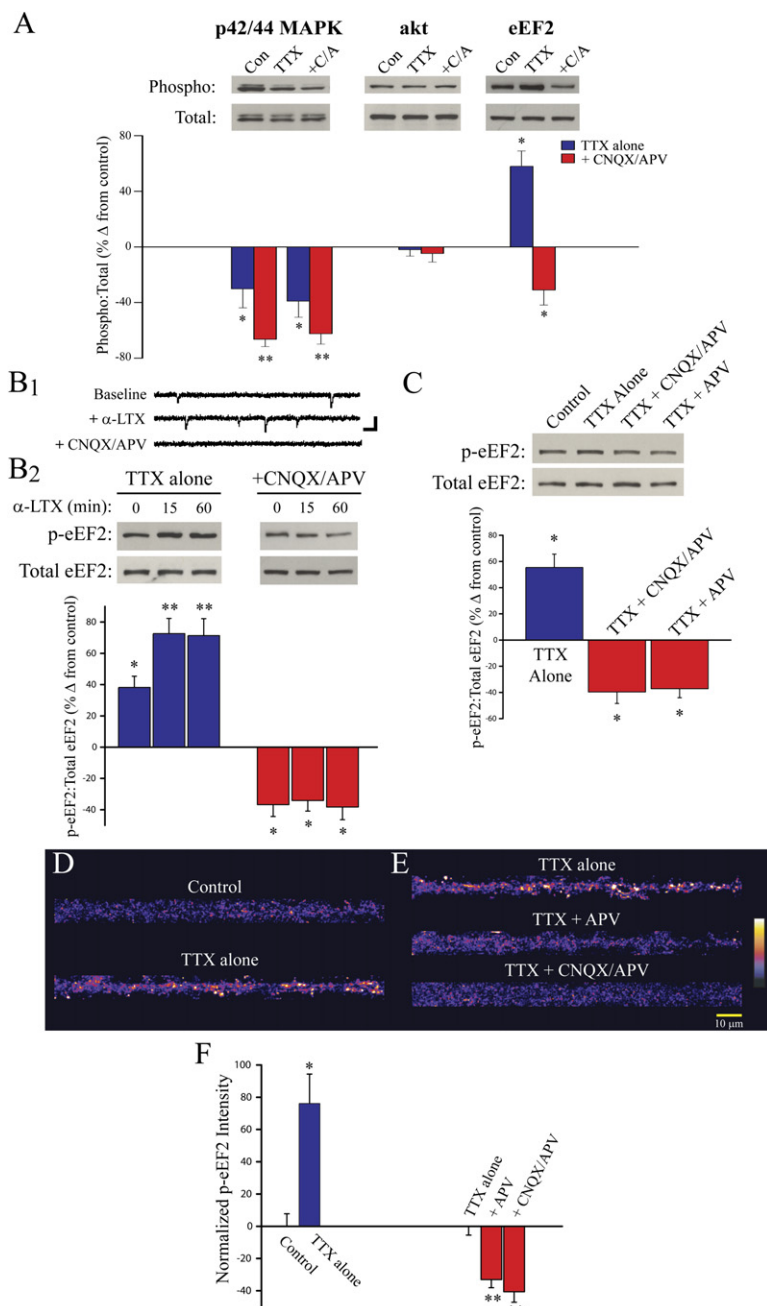 A
p42/44 MAPK akt eEF2
Con TTX +C/A Con TTX +C/A Con TTX +C/A
Phospho:
Total:
Phospho:Total (% Δ from control)
80
40
0
-40
-80
TTX alone
+ CNQX/APV
*
* ** * **
*
B1
Baseline
+ α-LTX
+ CNQX/APV
B2
TTX alone +CNQX/APV
α-LTX (min): 0 15 60 0 15 60
p-eEF2:
Total eEF2:
p-eEF2:Total eEF2 (% Δ from control)
80
60
40
20
0
-20
-40
* ** **
* * *
C
Control TTX Alone TTX + CNQX/APV TTX + APV
p-eEF2:
Total eEF2:
p-eEF2:Total eEF2 (% Δ from control)
80
60
40
20
0
-20
-40
-60
*
TTX Alone
TTX + CNQX/APV
TTX + APV
* *
D
Control
TTX alone
E
TTX alone
TTX + APV
TTX + CNQX/APV
10 μm
F
Normalized p-eEF2 Intensity
100
80
60
40
20
0
-20
-40
*
Control
TTX alone
TTX alone
+ APV
+ CNQX/APV
**